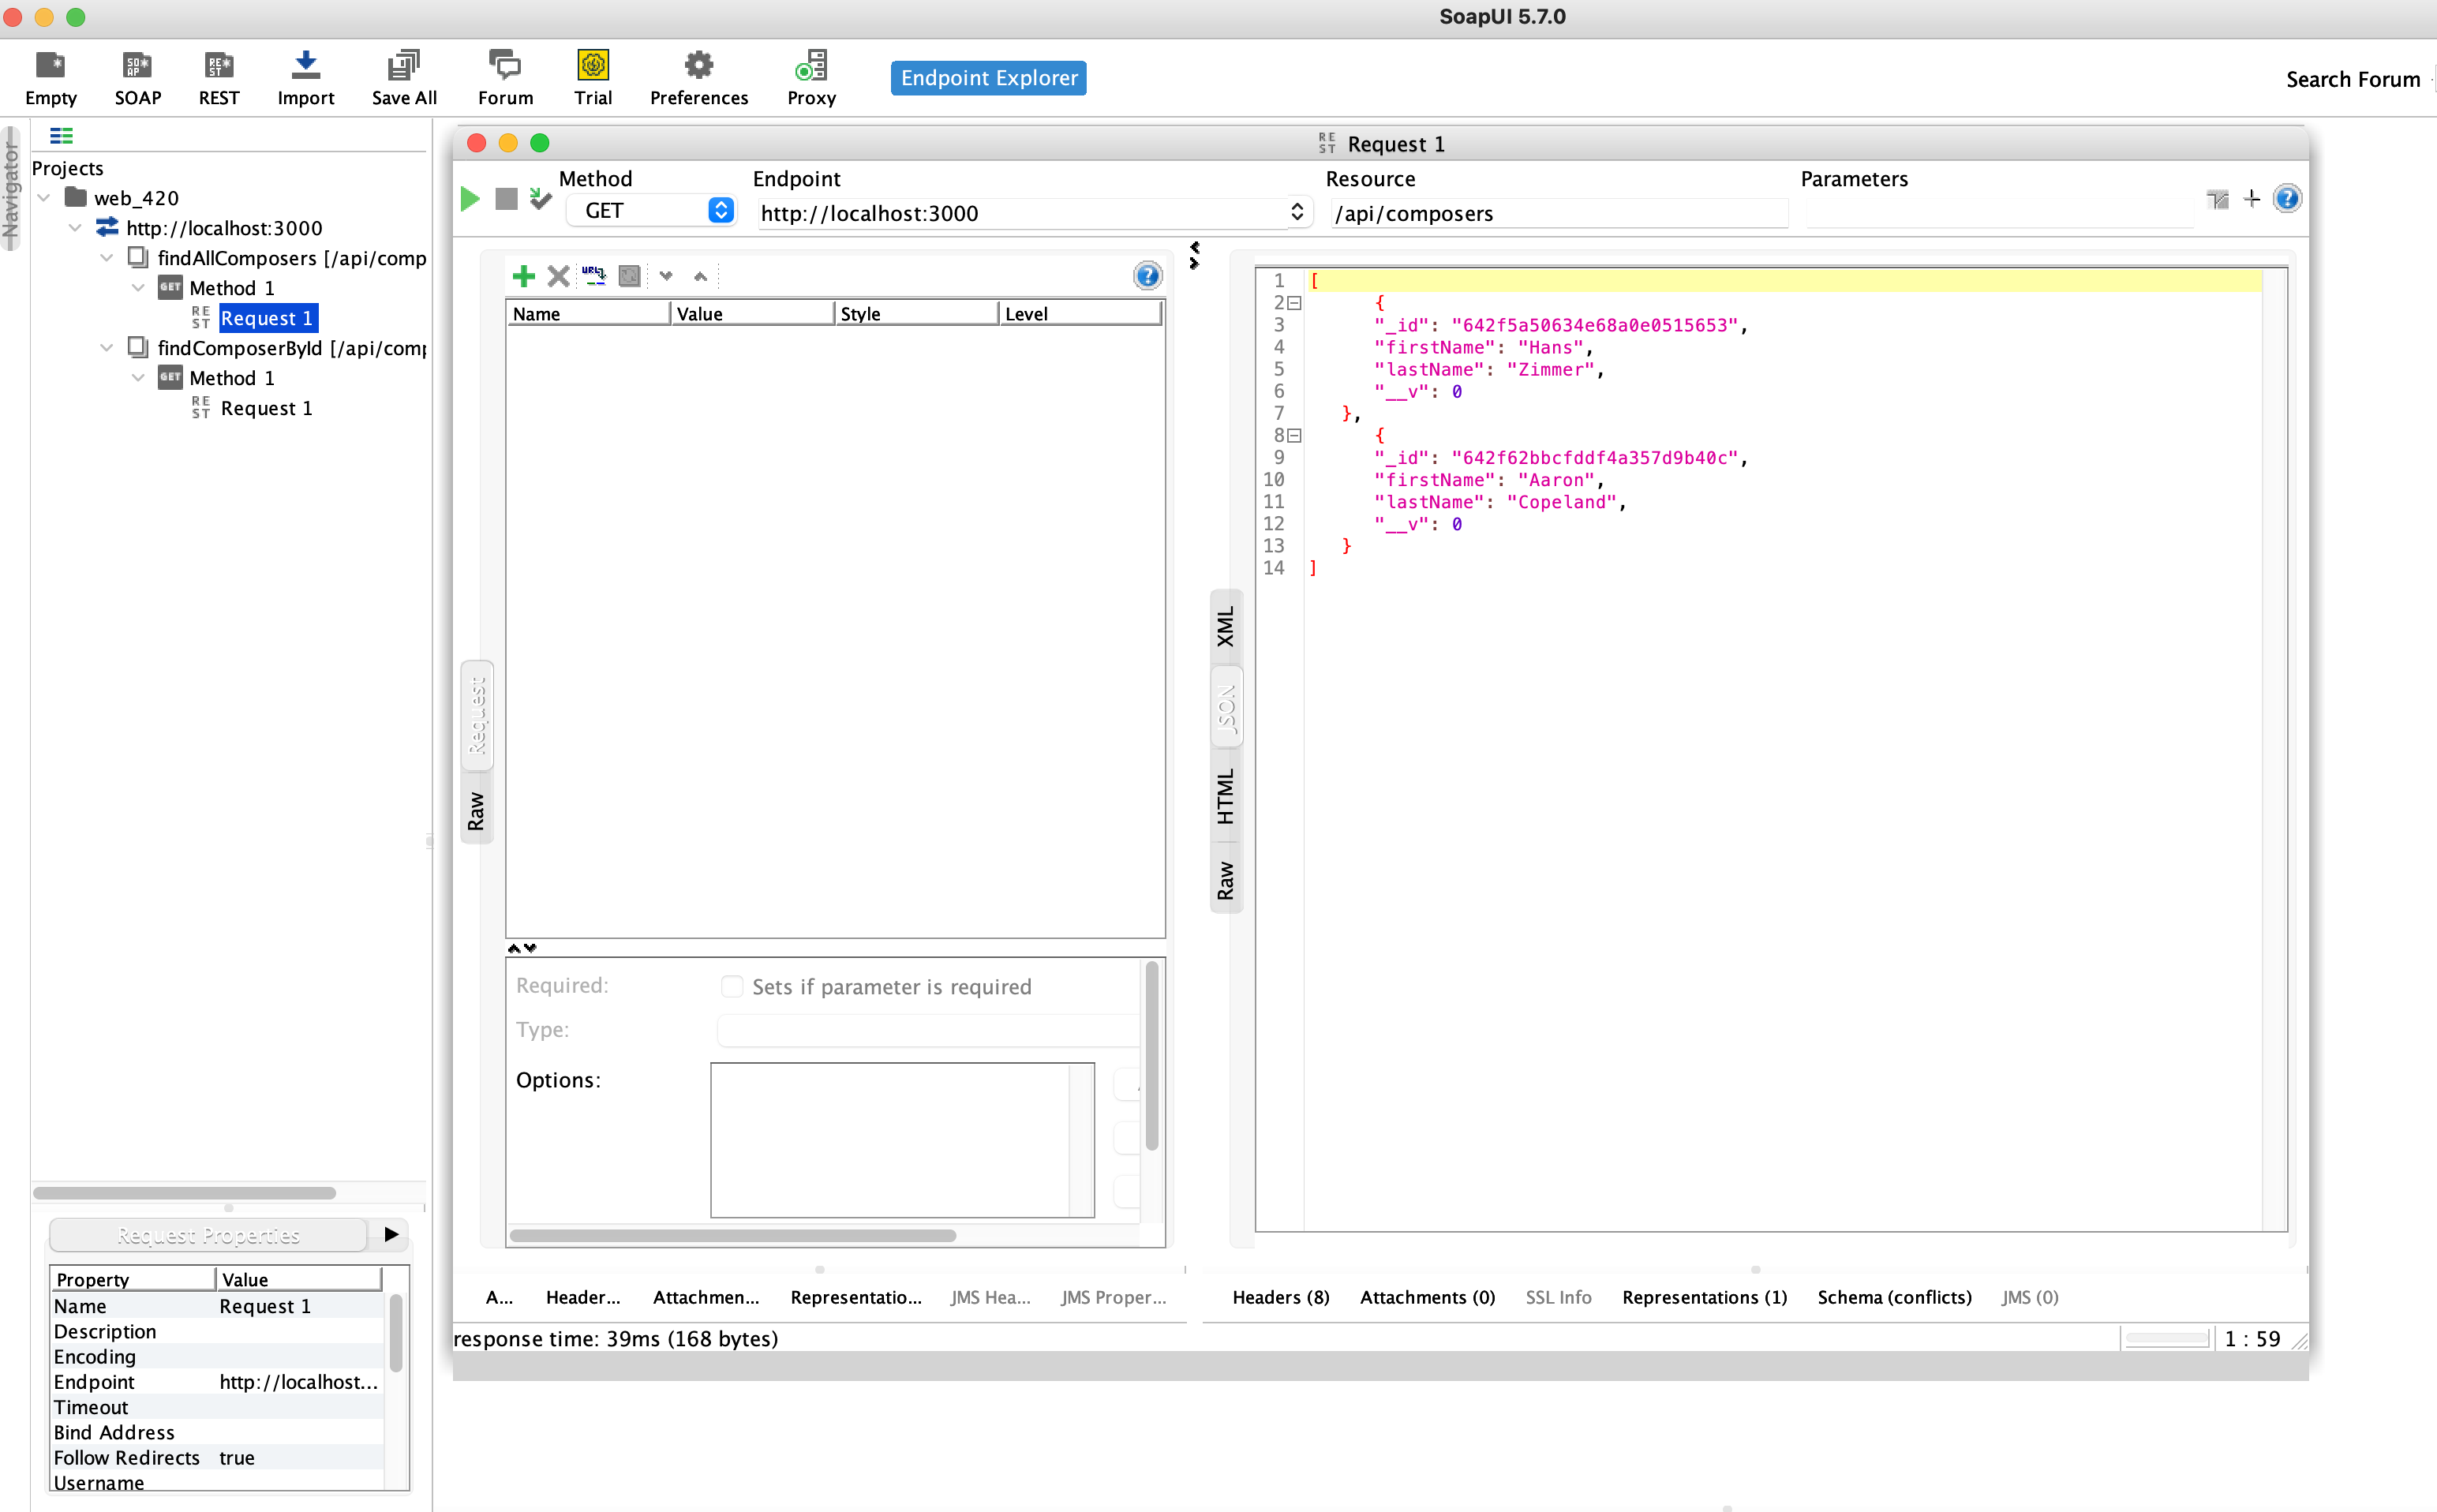 SoapUI 5.7.0
Empty SOAP REST Import Save All Forum Trial Preferences Proxy Endpoint Explorer Search Forum
Navigator
Projects
web_420
http://localhost:3000
findAllComposers [/api/comp
GET Method 1
REST Request 1
findComposerById [/api/comp
GET Method 1
REST Request 1
Request Properties
Property Value
Name Request 1
Description
Encoding
Endpoint http://localhost...
Timeout
Bind Address
Follow Redirects true
Username
REST Request 1
Method Endpoint Resource Parameters
GET http://localhost:3000 /api/composers
Request
Raw
Name Value Style Level
Required: Sets if parameter is required
Type:
Options:
A... Header... Attachmen... Representatio... JMS Hea... JMS Proper...
XML
JSON
HTML
Raw
1 [
2 {
3 "_id": "642f5a50634e68a0e0515653",
4 "firstName": "Hans",
5 "lastName": "Zimmer",
6 "__v": 0
7 },
8 {
9 "_id": "642f62bbcfddf4a357d9b40c",
10 "firstName": "Aaron",
11 "lastName": "Copeland",
12 "__v": 0
13 }
14 ]
Headers (8) Attachments (0) SSL Info Representations (1) Schema (conflicts) JMS (0)
response time: 39ms (168 bytes)
1 : 59